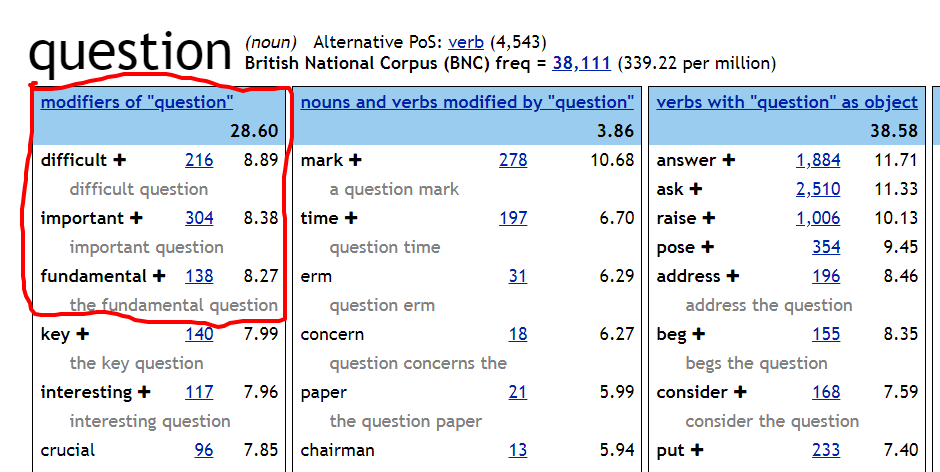 question (noun) Alternative PoS: verb (4,543)
British National Corpus (BNC) freq = 38,111 (339.22 per million)
modifiers of "question"
28.60
difficult + 216 8.89
difficult question
important + 304 8.38
important question
fundamental + 138 8.27
the fundamental question
key + 140 7.99
the key question
interesting + 117 7.96
interesting question
crucial 96 7.85
nouns and verbs modified by "question"
3.86
mark + 278 10.68
a question mark
time + 197 6.70
question time
erm 31 6.29
question erm
concern 18 6.27
question concerns the
paper 21 5.99
the question paper
chairman 13 5.94
verbs with "question" as object
38.58
answer + 1,884 11.71
ask + 2,510 11.33
raise + 1,006 10.13
pose + 354 9.45
address + 196 8.46
address the question
beg + 155 8.35
begs the question
consider + 168 7.59
consider the question
put + 233 7.40